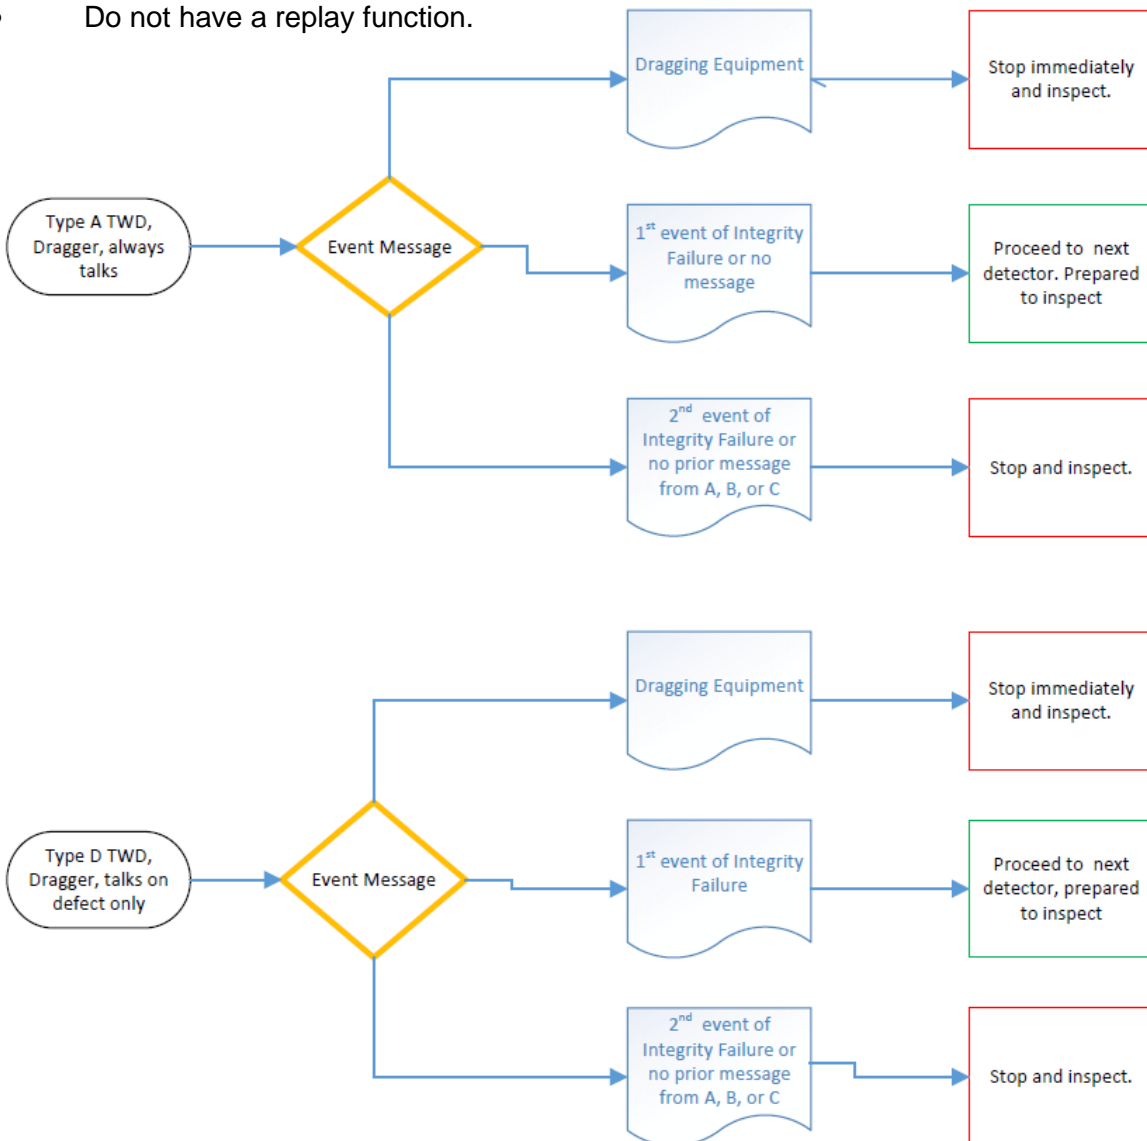 • Do not have a replay function.
Dragging Equipment
Stop immediately
and inspect.
Type A TWD,
Dragger, always
talks
Event Message
1st event of Integrity
Failure or no
message
Proceed to next
detector. Prepared
to inspect
2nd event of
Integrity Failure or
no prior message
from A, B, or C
Stop and inspect.
Dragging Equipment
Stop immediately
and inspect.
Type D TWD,
Dragger, talks on
defect only
Event Message
1st event of Integrity
Failure
Proceed to next
detector, prepared
to inspect
2nd event of
Integrity Failure or
no prior message
from A, B, or C
Stop and inspect.